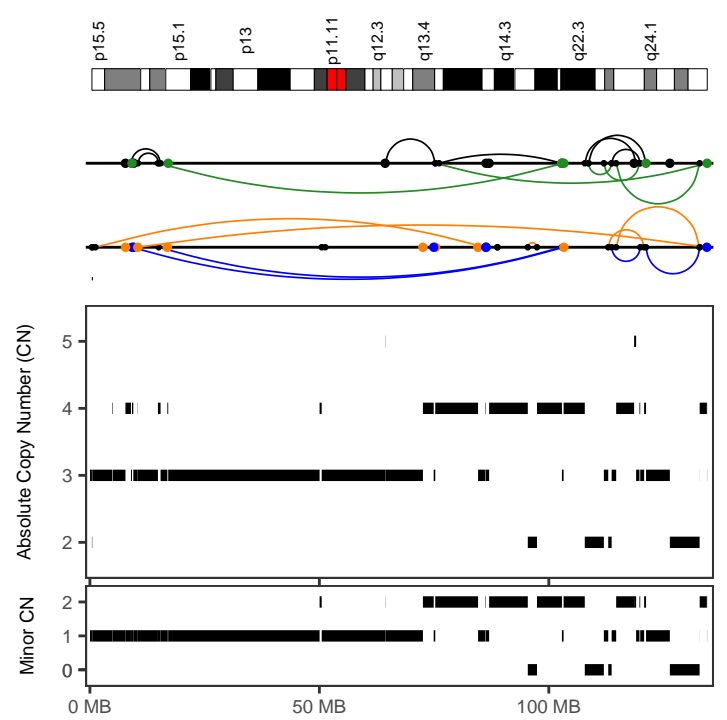 p15.5
p15.1
p13
p11.11
q12.3
q13.4
q14.3
q22.3
q24.1
Absolute Copy Number (CN)
5
4
3
2
Minor CN
2
1
0
0 MB
50 MB
100 MB